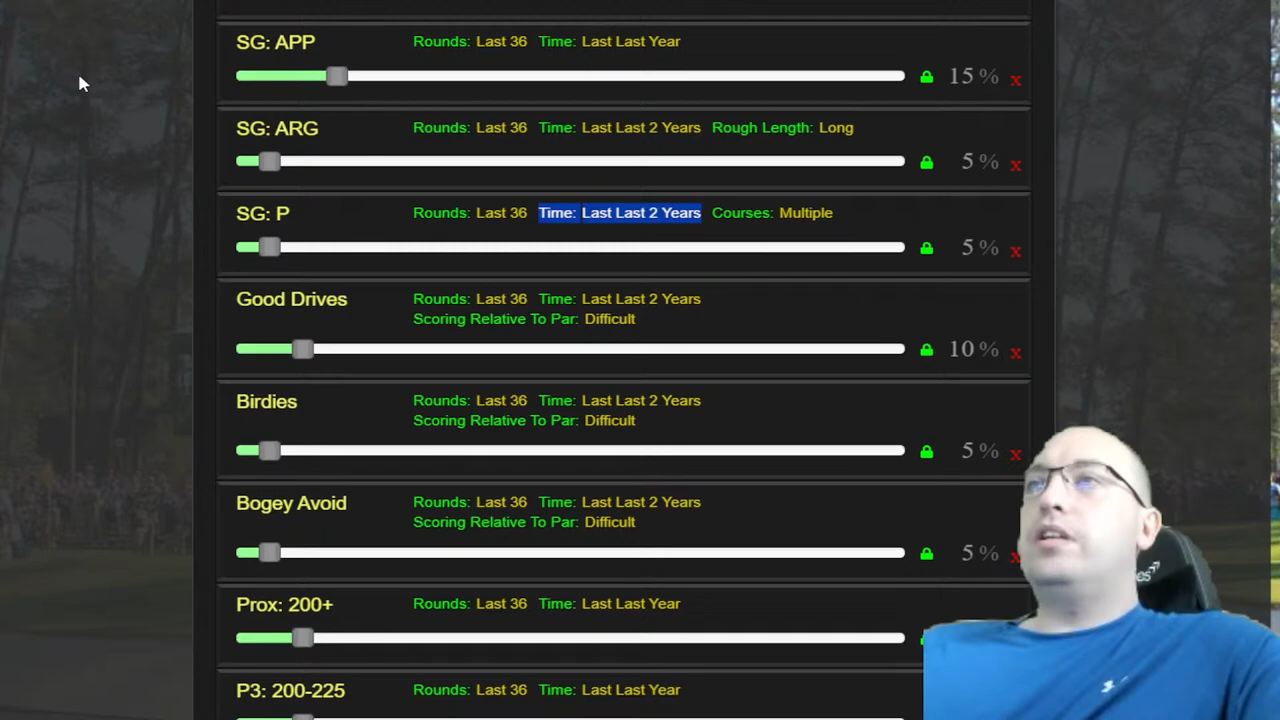 SG: APP Rounds: Last 36 Time: Last Last Year
15 % x
SG: ARG Rounds: Last 36 Time: Last Last 2 Years Rough Length: Long
5 % x
SG: P Rounds: Last 36 Time: Last Last 2 Years Courses: Multiple
5 % x
Good Drives Rounds: Last 36 Time: Last Last 2 Years
Scoring Relative To Par: Difficult
10 % x
Birdies Rounds: Last 36 Time: Last Last 2 Years
Scoring Relative To Par: Difficult
5 % x
Bogey Avoid Rounds: Last 36 Time: Last Last 2 Years
Scoring Relative To Par: Difficult
5 % x
Prox: 200+ Rounds: Last 36 Time: Last Last Year
P3: 200-225 Rounds: Last 36 Time: Last Last Year